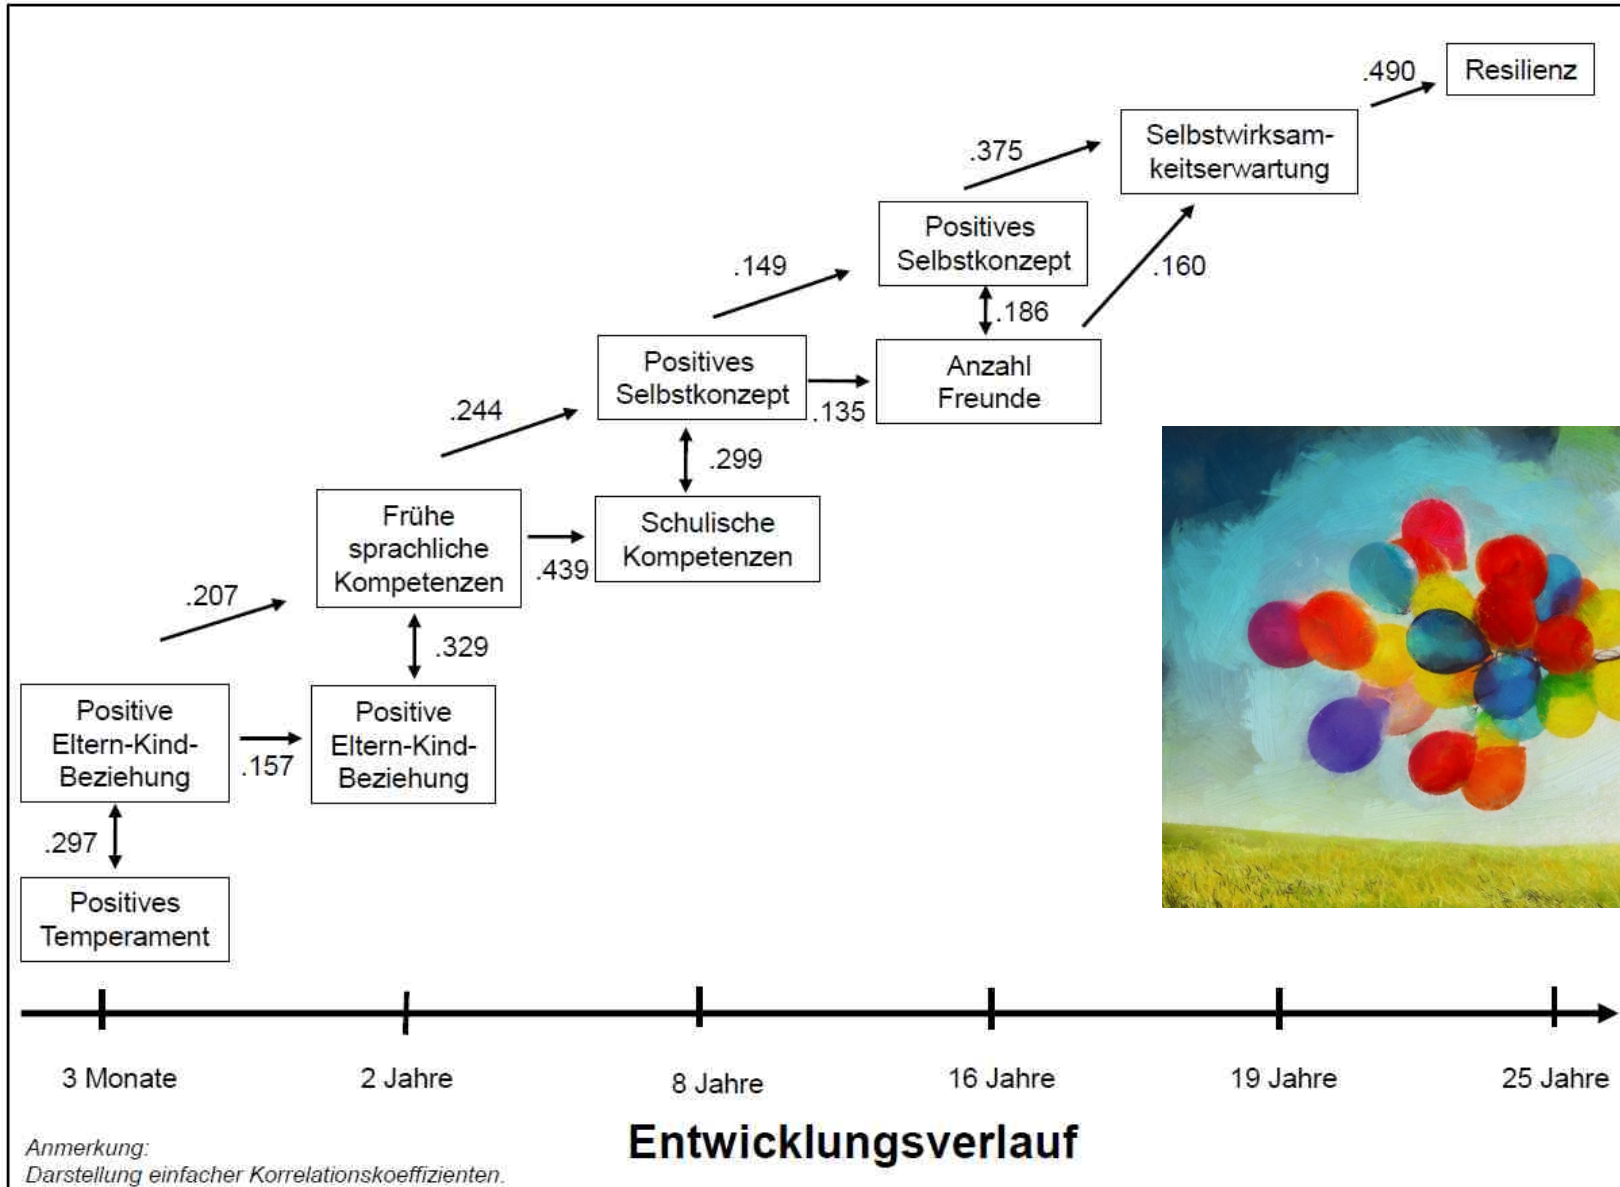 .490
Resilienz
.375
Selbstwirksam-
keitserwartung
.149
Positives
Selbstkonzept
.160
.186
.244
Positives
Selbstkonzept
.135
Anzahl
Freunde
.299
.207
Frühe
sprachliche
Kompetenzen
.439
Schulische
Kompetenzen
.329
Positive
Eltern-Kind-
Beziehung
.157
Positive
Eltern-Kind-
Beziehung
.297
Positives
Temperament
3 Monate
2 Jahre
8 Jahre
16 Jahre
19 Jahre
25 Jahre
Entwicklungsverlauf
Anmerkung:
Darstellung einfacher Korrelationskoeffizienten.